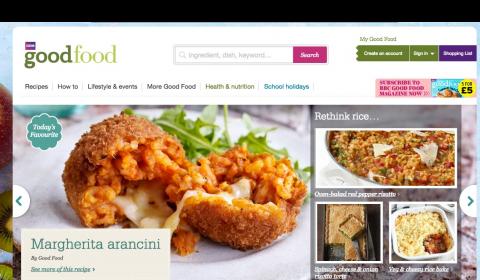 BBC
goodfood
Ingredient, dish, keyword...
Search
My Good Food
Create an account
Sign in
Shopping List
Recipes
How to
Lifestyle & events
More Good Food
Health & nutrition
School holidays
SUBSCRIBE TO
BBC GOOD FOOD
MAGAZINE NOW >>
5 FOR
£5
Today's
Favourite
Rethink rice...
Oven-baked red pepper risotto ›
Margherita arancini
By Good Food
See more of this recipe ›
Spinach, cheese & onion
risotto torte
Veg & cheesy rice bake